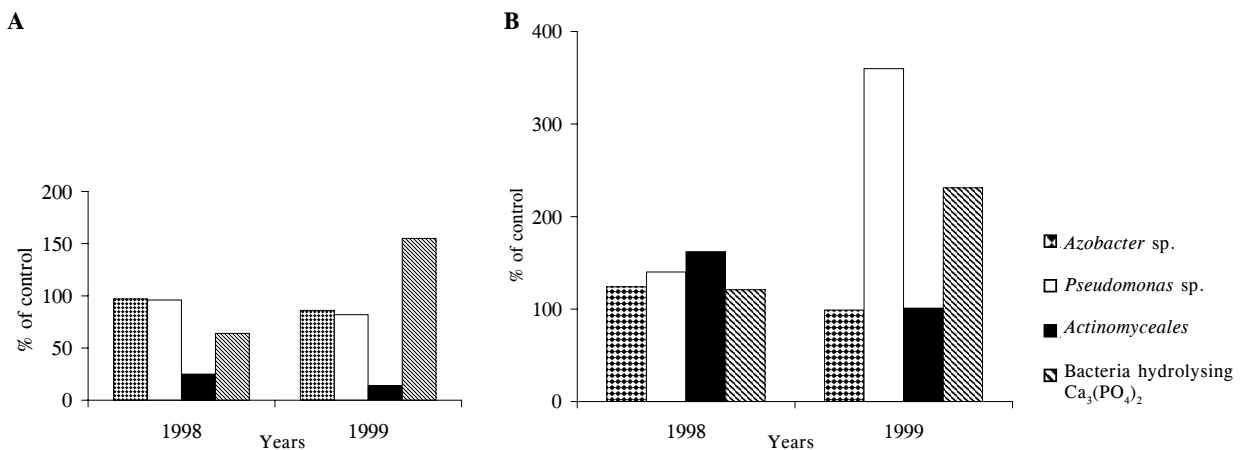 A
% of control
200
150
100
50
0
1998
1999
Years
B
% of control
400
300
200
100
0
1998
1999
Years
Azobacter sp.
Pseudomonas sp.
Actinomyceales
Bacteria hydrolysing
Ca₃(PO₄)₂